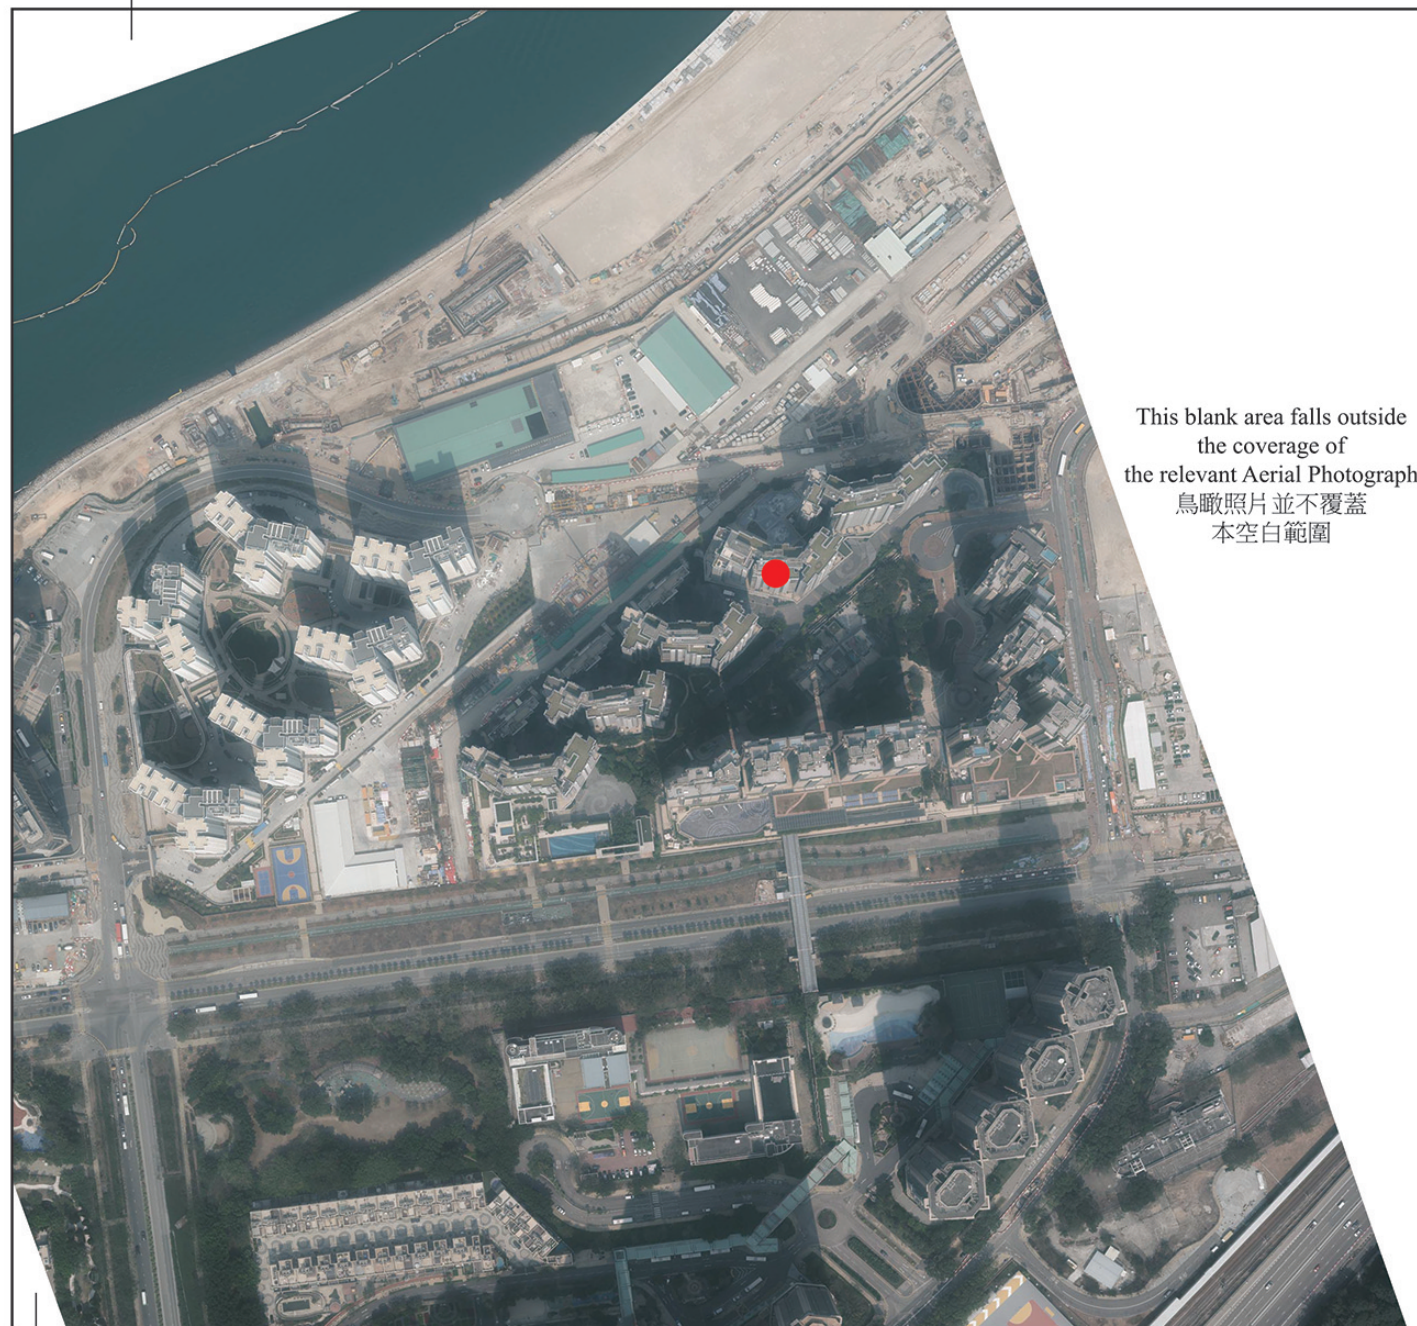 This blank area falls outside
the coverage of
the relevant Aerial Photograph
鳥瞰照片並不覆蓋
本空白範圍